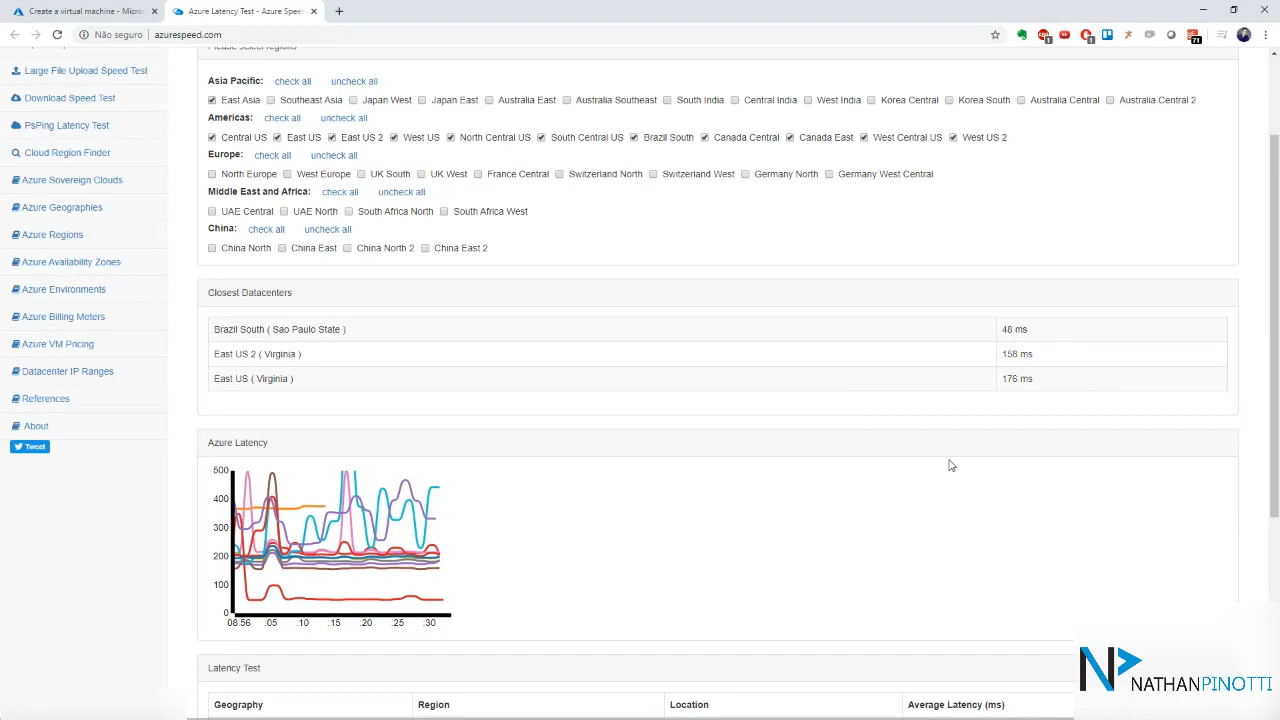 Create a virtual machine - Micros
Azure Latency Test - Azure Spee
Não seguro
azurespeed.com
1
1
71
Please select regions
Large File Upload Speed Test
Download Speed Test
PsPing Latency Test
Cloud Region Finder
Azure Sovereign Clouds
Azure Geographies
Azure Regions
Azure Availability Zones
Azure Environments
Azure Billing Meters
Azure VM Pricing
Datacenter IP Ranges
References
About
Tweet
Asia Pacific: check all uncheck all
East Asia Southeast Asia Japan West Japan East Australia East Australia Southeast South India Central India West India Korea Central Korea South Australia Central Australia Central 2
Americas: check all uncheck all
Central US East US East US 2 West US North Central US South Central US Brazil South Canada Central Canada East West Central US West US 2
Europe: check all uncheck all
North Europe West Europe UK South UK West France Central Switzerland North Switzerland West Germany North Germany West Central
Middle East and Africa: check all uncheck all
UAE Central UAE North South Africa North South Africa West
China: check all uncheck all
China North China East China North 2 China East 2
Closest Datacenters
Brazil South ( Sao Paulo State ) 48 ms
East US 2 ( Virginia ) 158 ms
East US ( Virginia ) 176 ms
Azure Latency
500
400
300
200
100
0
08:56 :05 :10 :15 :20 :25 :30
Latency Test
Geography Region Location Average Latency (ms)
NATHANPINOTTI